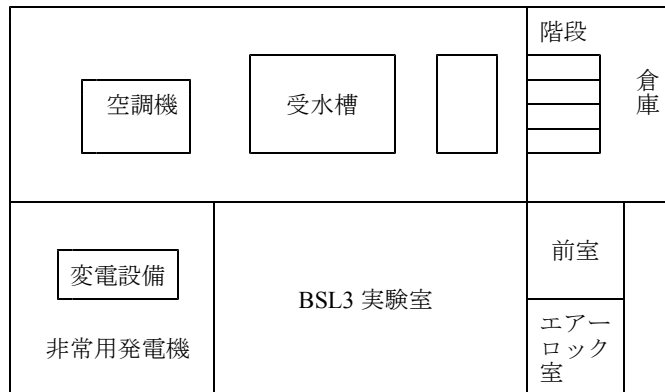 階段
倉
庫
空調機
受水槽
変電設備
非常用発電機
BSL3 実験室
前室
エアー
ロック
室